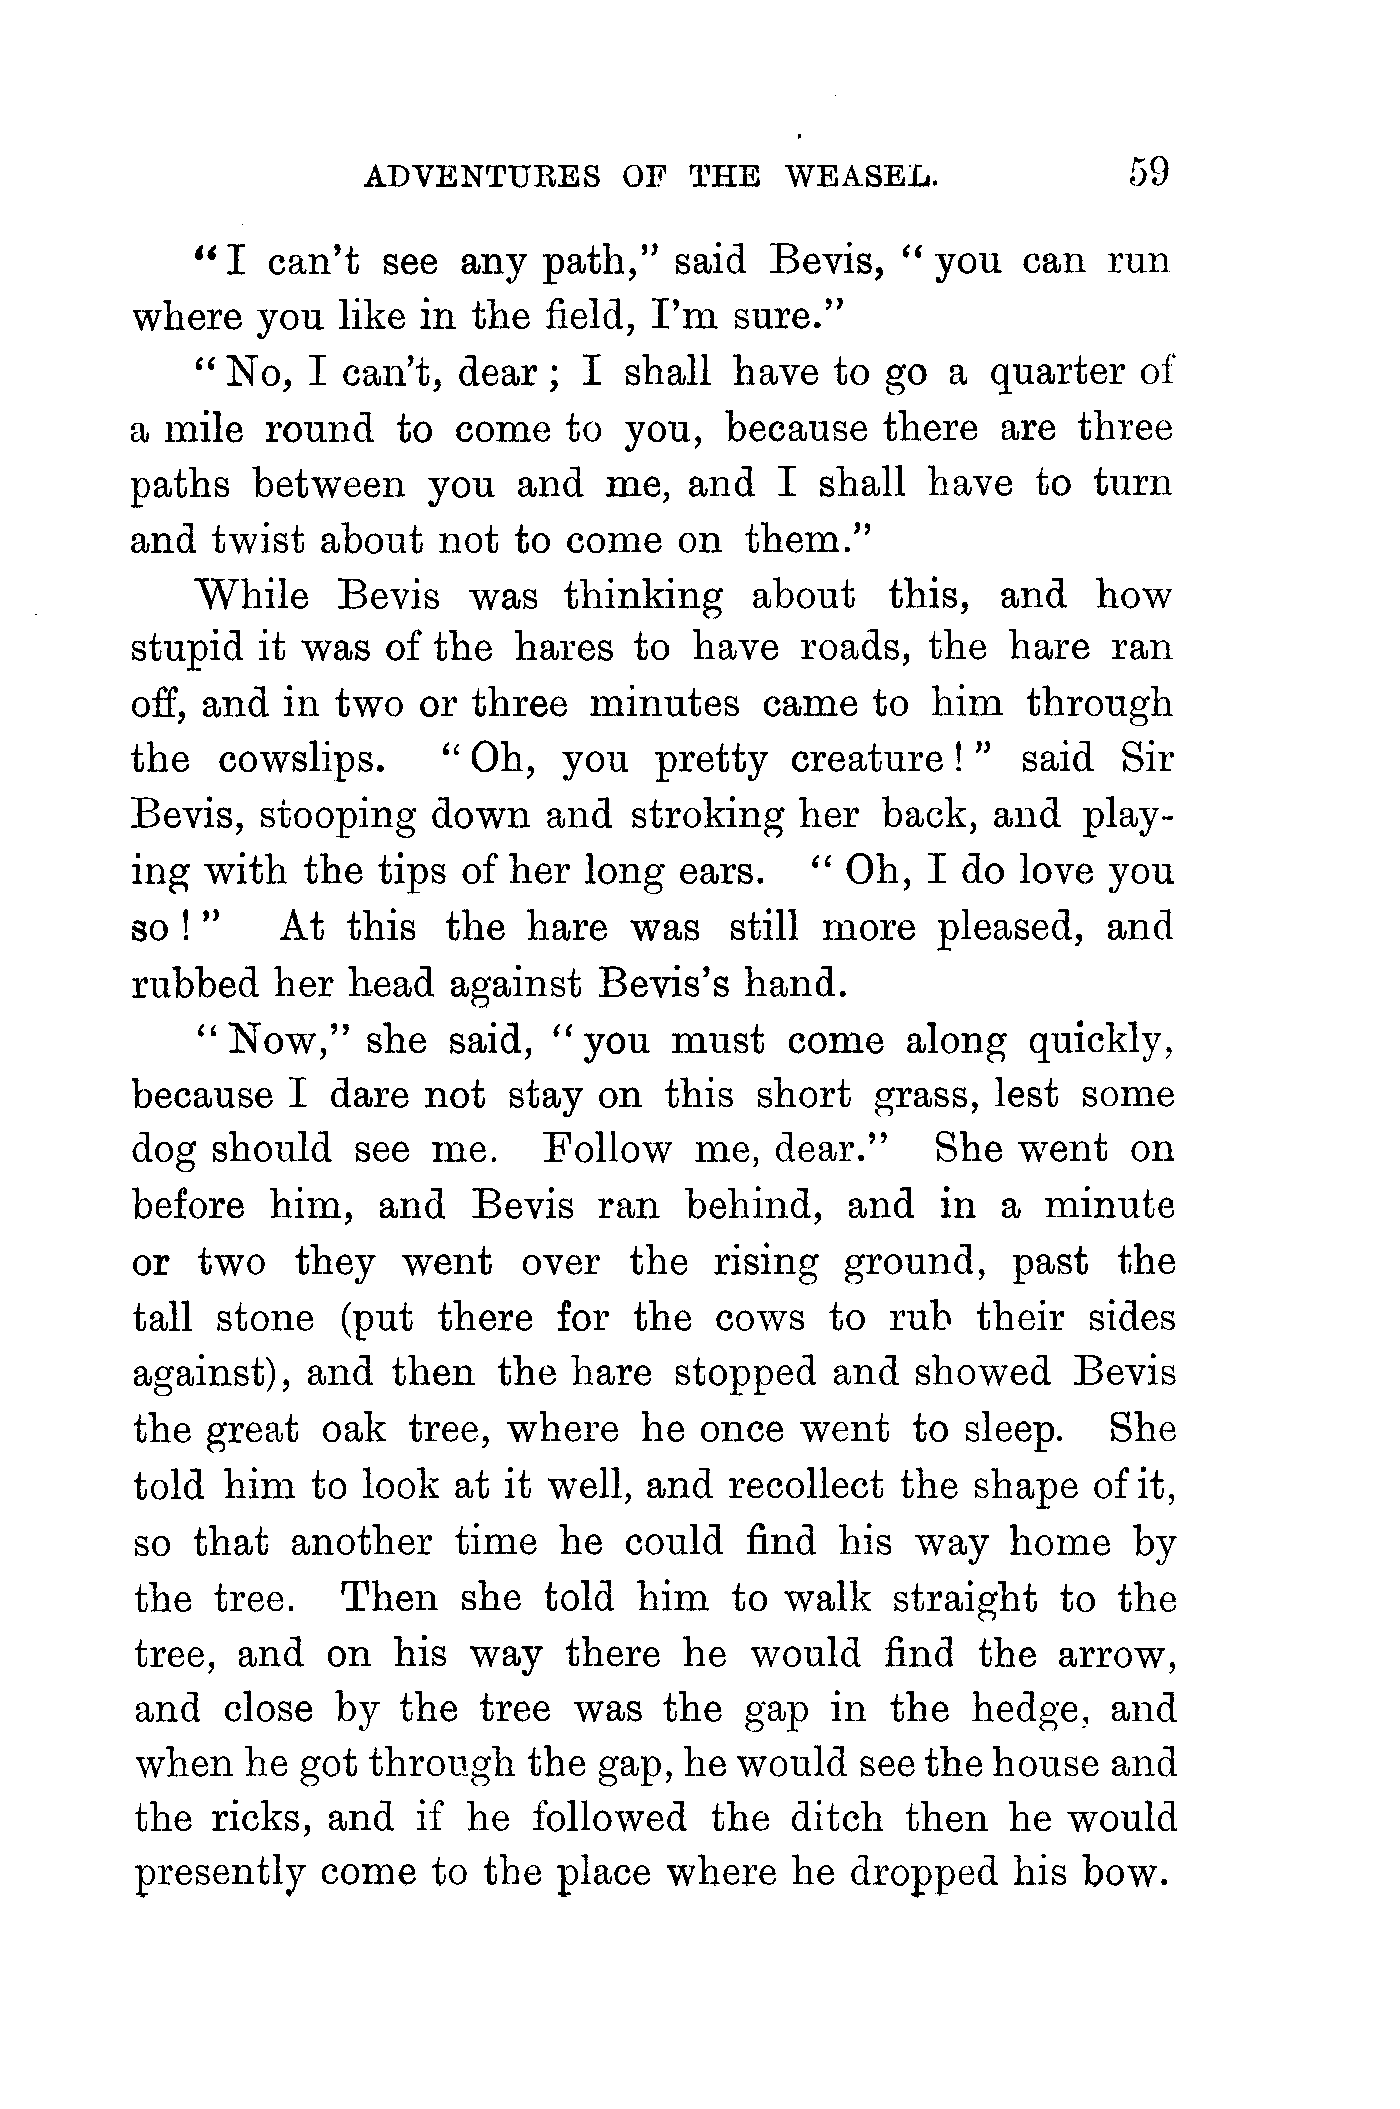 ADVENTURES OF THE WEASEL. 59
"I can't see any path," said Bevis, "you can run
where you like in the field, I'm sure."
"No, I can't, dear; I shall have to go a quarter of
a mile round to come to you, because there are three
paths between you and me, and I shall have to turn
and twist about not to come on them."
While Bevis was thinking about this, and how
stupid it was of the hares to have roads, the hare ran
off, and in two or three minutes came to him through
the cowslips. "Oh, you pretty creature!" said Sir
Bevis, stooping down and stroking her back, and play-
ing with the tips of her long ears. "Oh, I do love you
so!" At this the hare was still more pleased, and
rubbed her head against Bevis's hand.
"Now," she said, "you must come along quickly,
because I dare not stay on this short grass, lest some
dog should see me. Follow me, dear." She went on
before him, and Bevis ran behind, and in a minute
or two they went over the rising ground, past the
tall stone (put there for the cows to rub their sides
against), and then the hare stopped and showed Bevis
the great oak tree, where he once went to sleep. She
told him to look at it well, and recollect the shape of it,
so that another time he could find his way home by
the tree. Then she told him to walk straight to the
tree, and on his way there he would find the arrow,
and close by the tree was the gap in the hedge, and
when he got through the gap, he would see the house and
the ricks, and if he followed the ditch then he would
presently come to the place where he dropped his bow.